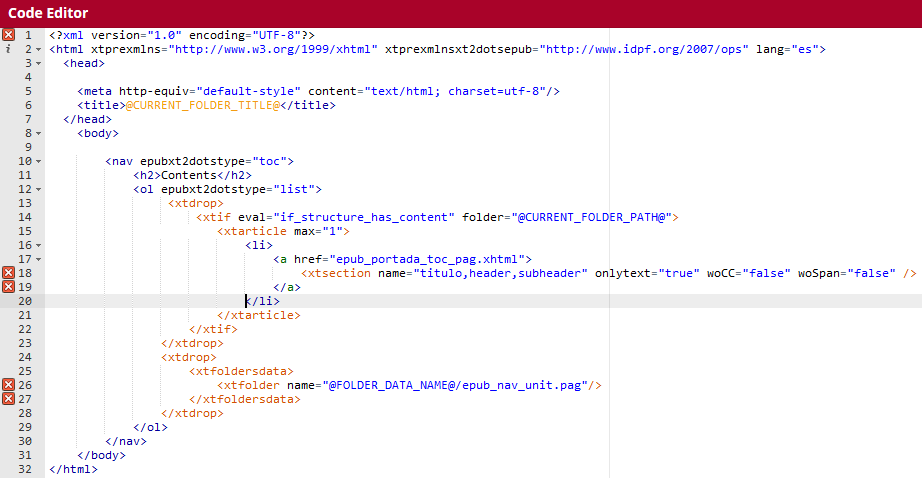 Code Editor
1 <?xml version="1.0" encoding="UTF-8"?>
i 2 <html xtprexmlns="http://www.w3.org/1999/xhtml" xtprexmlnsxt2dotsepub="http://www.idpf.org/2007/ops" lang="es">
3 <head>
4
5 <meta http-equiv="default-style" content="text/html; charset=utf-8"/>
6 <title>@CURRENT_FOLDER_TITLE@</title>
7 </head>
8 <body>
9
10 <nav epubxt2dotstype="toc">
11 <h2>Contents</h2>
12 <ol epubxt2dotstype="list">
13 <xtdrop>
14 <xtif eval="if_structure_has_content" folder="@CURRENT_FOLDER_PATH@">
15 <xtarticle max="1">
16 <li>
17 <a href="epub_portada_toc_pag.xhtml">
18 <xtsection name="titulo,header,subheader" onlytext="true" woCC="false" woSpan="false" />
19 </a>
20 </li>
21 </xtarticle>
22 </xtif>
23 </xtdrop>
24 <xtdrop>
25 <xtfoldersdata>
26 <xtfolder name="@FOLDER_DATA_NAME@/epub_nav_unit.pag"/>
27 </xtfoldersdata>
28 </xtdrop>
29 </ol>
30 </nav>
31 </body>
32 </html>